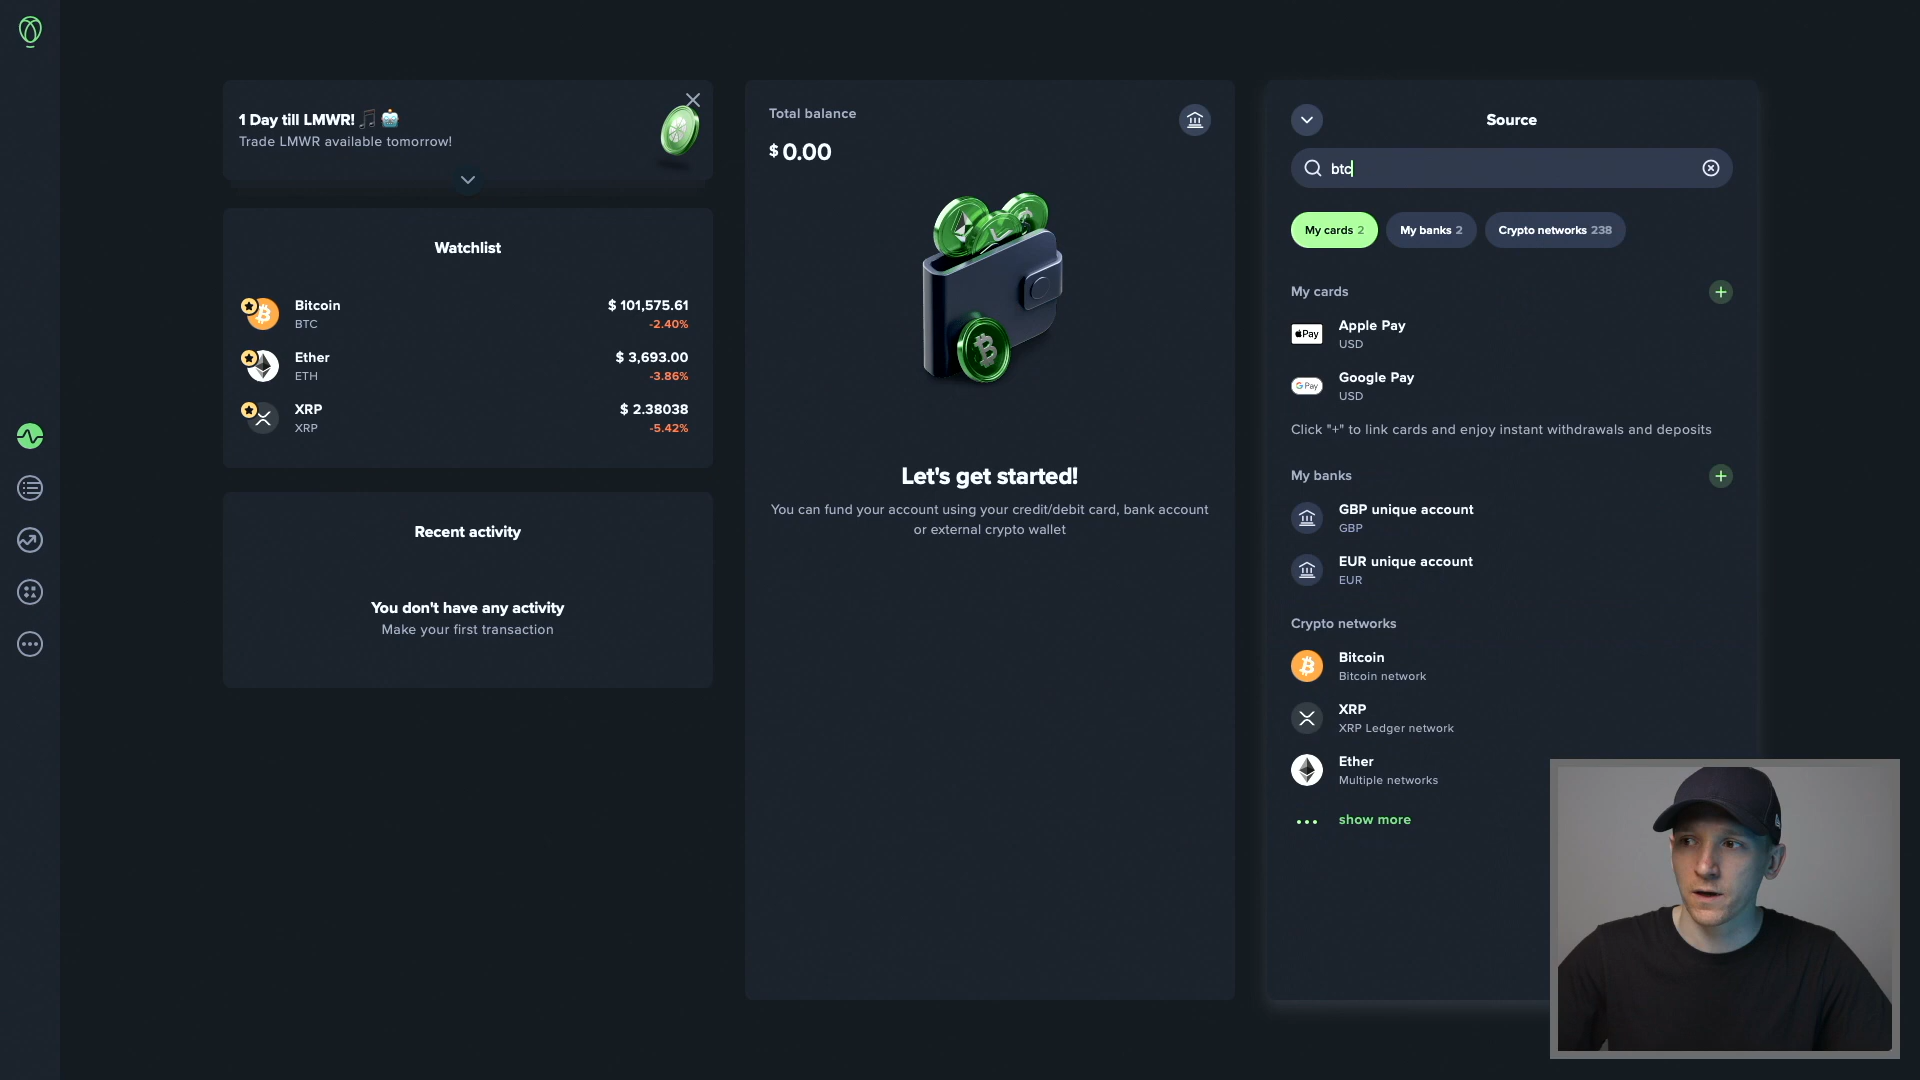 1 Day till LMWR!
Trade LMWR available tomorrow!
Watchlist
Bitcoin
BTC
$ 101,575.61
-2.40%
Ether
ETH
$ 3,693.00
-3.86%
XRP
XRP
$ 2.38038
-5.42%
Recent activity
You don't have any activity
Make your first transaction
Total balance
$ 0.00
Let's get started!
You can fund your account using your credit/debit card, bank account
or external crypto wallet
Source
btc
My cards 2
My banks 2
Crypto networks 238
My cards
Pay
Apple Pay
USD
G Pay
Google Pay
USD
Click "+" to link cards and enjoy instant withdrawals and deposits
My banks
GBP unique account
GBP
EUR unique account
EUR
Crypto networks
Bitcoin
Bitcoin network
XRP
XRP Ledger network
Ether
Multiple networks
show more